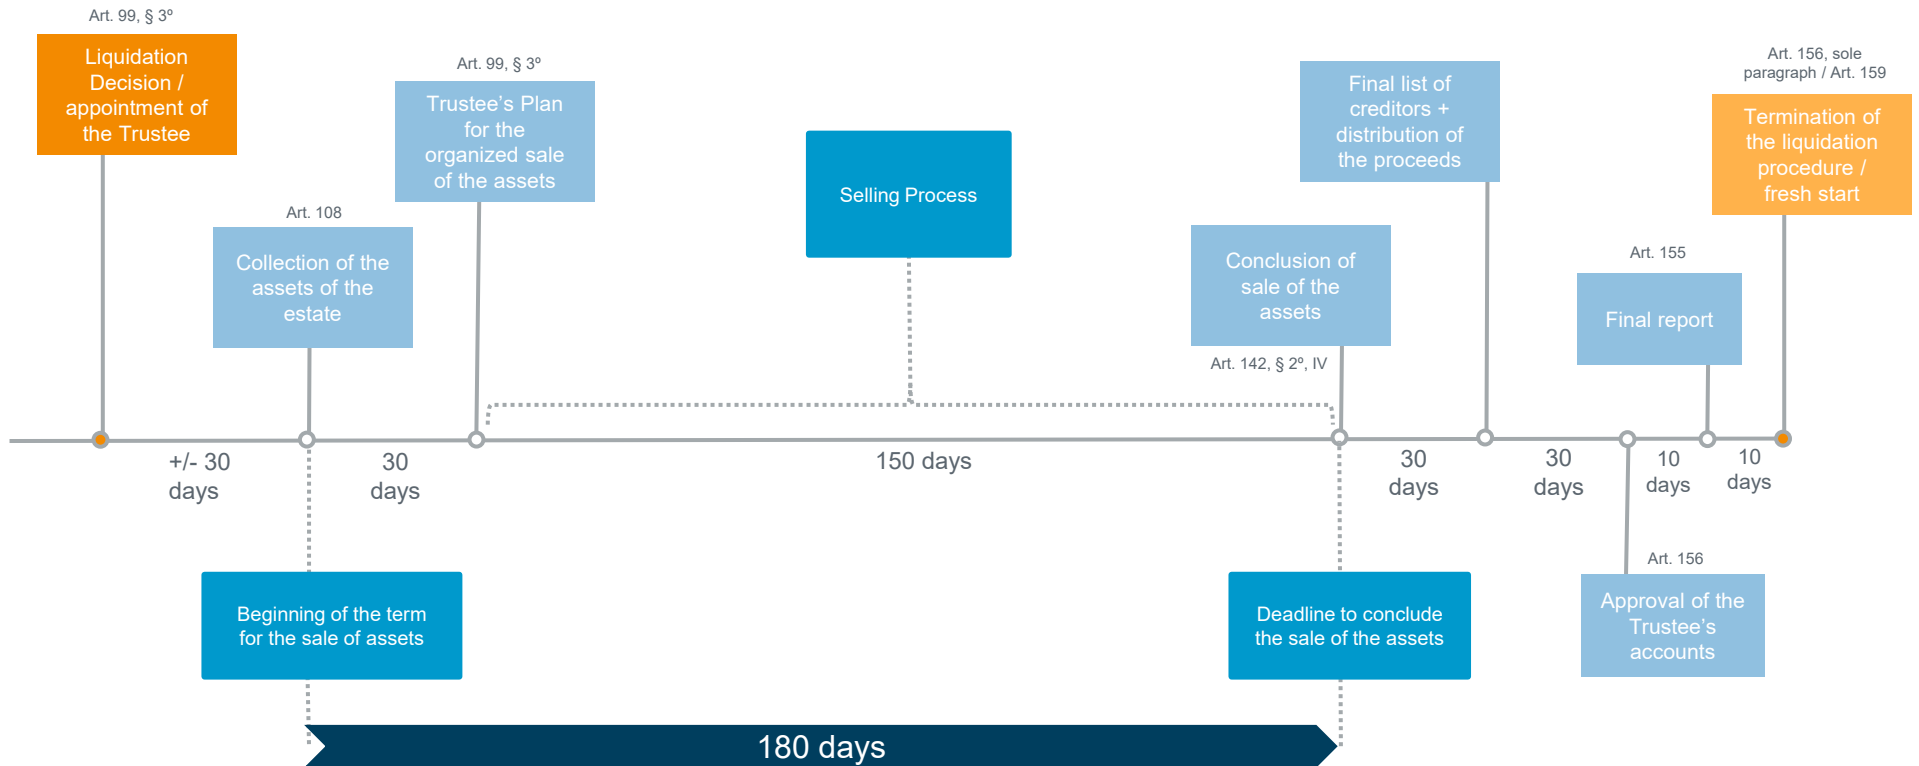 Art. 99, § 3º
Liquidation
Decision /
appointment of
the Trustee
Art. 108
Collection of the
assets of the
estate
Art. 99, § 3º
Trustee's Plan
for the
organized sale
of the assets
Selling Process
Conclusion of
sale of the
assets
Art. 142, § 2º, IV
Final list of
creditors +
distribution of
the proceeds
Art. 155
Final report
Art. 156, sole
paragraph / Art. 159
Termination of
the liquidation
procedure /
fresh start
+/- 30
days
30
days
150 days
30
days
30
days
10
days
10
days
Beginning of the term
for the sale of assets
Deadline to conclude
the sale of the assets
Art. 156
Approval of the
Trustee's
accounts
180 days